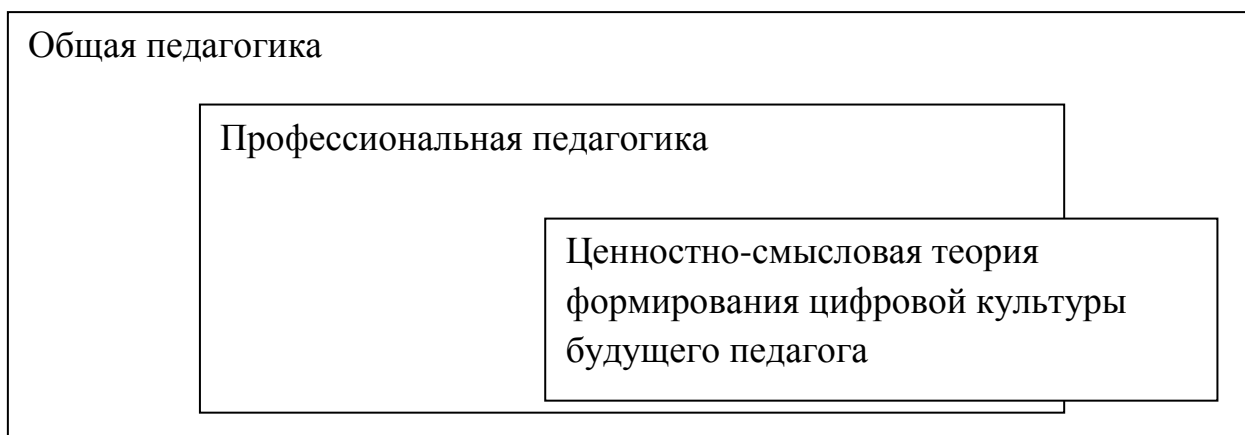 Общая педагогика
Профессиональная педагогика
Ценностно-смысловая теория
формирования цифровой культуры
будущего педагога